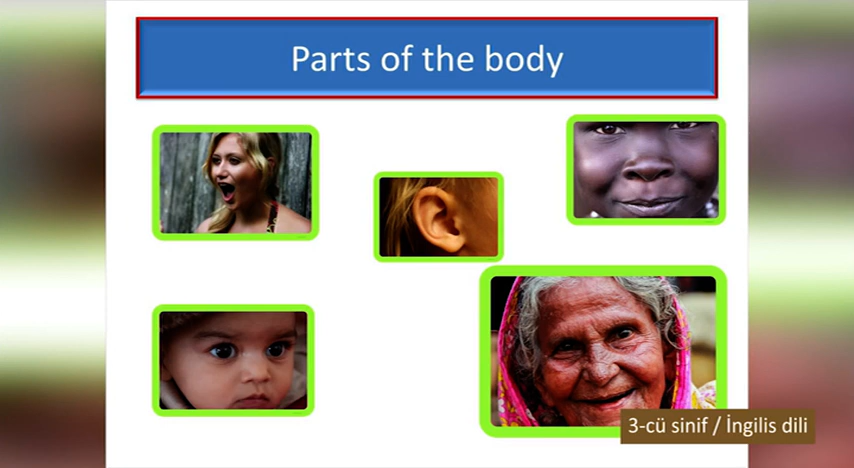 Parts of the body
3-cü sinif / İngilis dili